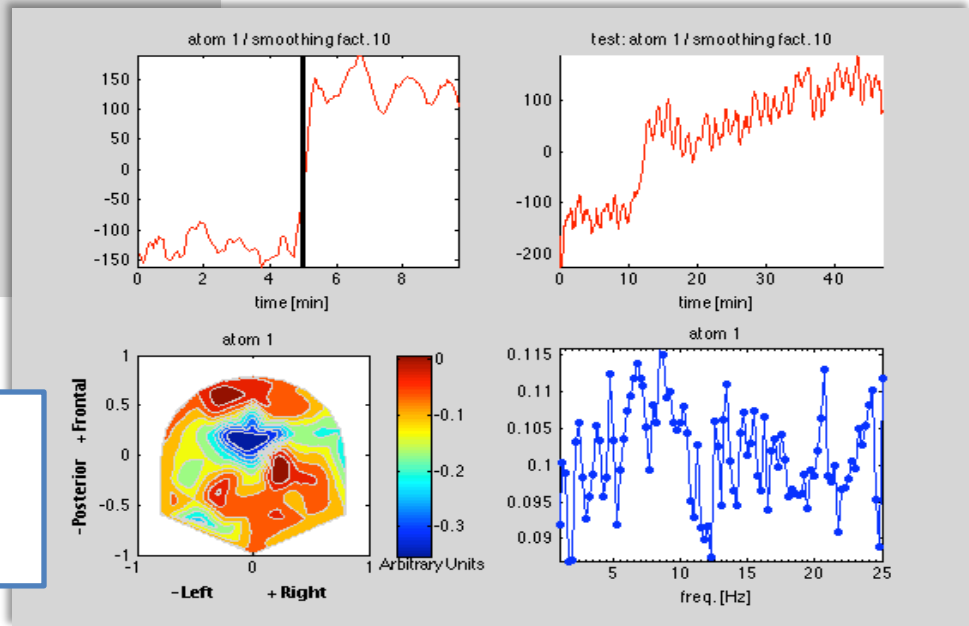 atom 1 / smoothing fact. 10
150
100
50
0
-50
-100
-150
0 2 4 6 8
time [min]
test: atom 1 / smoothing fact. 10
100
0
-100
-200
0 10 20 30 40
time [min]
atom 1
-Posterior + Frontal
1
0.5
0
-0.5
-1
-1 0 1
-Left + Right
0
-0.1
-0.2
-0.3
Arbitrary Units
atom 1
0.115
0.11
0.105
0.1
0.095
0.09
5 10 15 20 25
freq. [Hz]